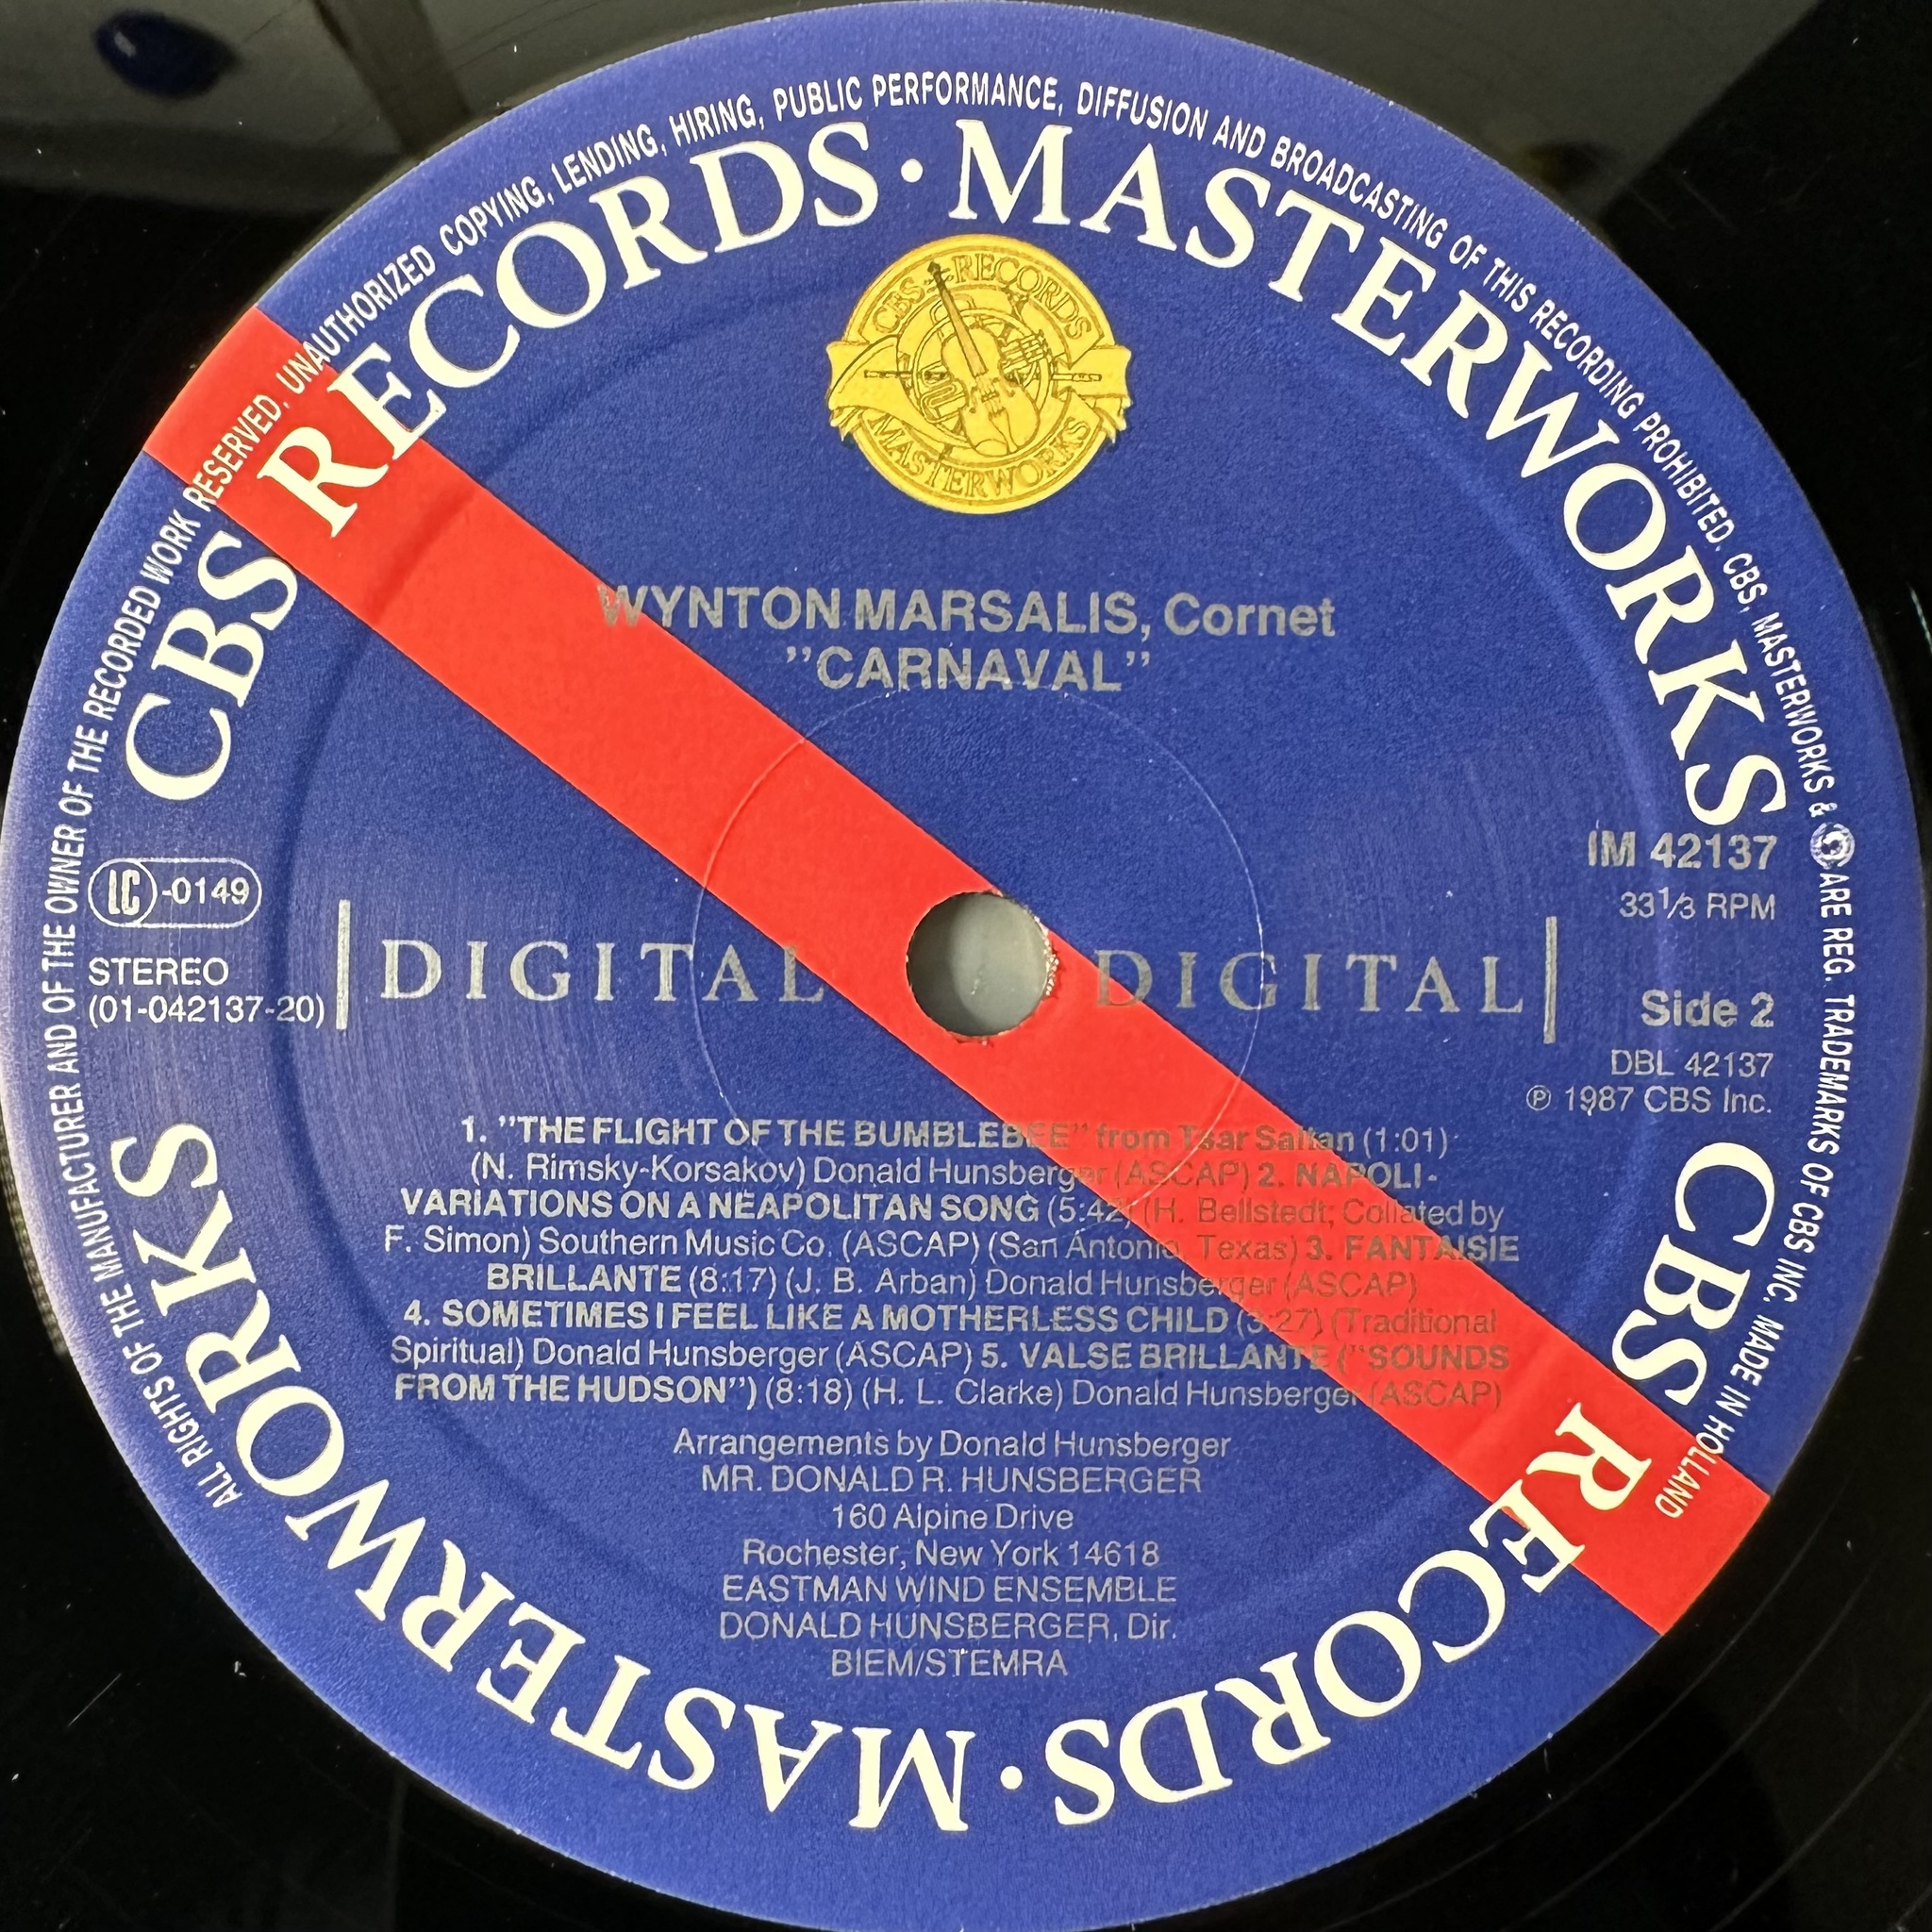 ALL RIGHTS OF THE MANUFACTURER AND OF THE OWNER OF THE RECORDED WORK RESERVED. UNAUTHORIZED COPYING, LENDING, HIRING, PUBLIC PERFORMANCE, DIFFUSION AND BROADCASTING OF THIS RECORDING PROHIBITED. CBS, MASTERWORKS & ARE REG. TRADEMARKS OF CBS INC. MADE IN HOLLAND
CBS RECORDS · MASTERWORKS
CBS RECORDS · MASTERWORKS
CBS RECORDS
MASTERWORKS
WYNTON MARSALIS, Cornet
"CARNAVAL"
LC-0149
STEREO
(01-042137-20)
DIGITAL DIGITAL
IM 42137
33 1/3 RPM
Side 2
DBL 42137
℗ 1987 CBS Inc.
1. "THE FLIGHT OF THE BUMBLEBEE" from Tsar Saltan (1:01)
(N. Rimsky-Korsakov) Donald Hunsberger (ASCAP) 2. NAPOLI-
VARIATIONS ON A NEAPOLITAN SONG (5:42) (H. Bellstedt; Collated by
F. Simon) Southern Music Co. (ASCAP) (San Antonio, Texas) 3. FANTAISIE
BRILLANTE (8:17) (J. B. Arban) Donald Hunsberger (ASCAP)
4. SOMETIMES I FEEL LIKE A MOTHERLESS CHILD (3:27) (Traditional
Spiritual) Donald Hunsberger (ASCAP) 5. VALSE BRILLANTE ("SOUNDS
FROM THE HUDSON") (8:18) (H. L. Clarke) Donald Hunsberger (ASCAP)
Arrangements by Donald Hunsberger
MR. DONALD R. HUNSBERGER
160 Alpine Drive
Rochester, New York 14618
EASTMAN WIND ENSEMBLE
DONALD HUNSBERGER, Dir.
BIEM/STEMRA